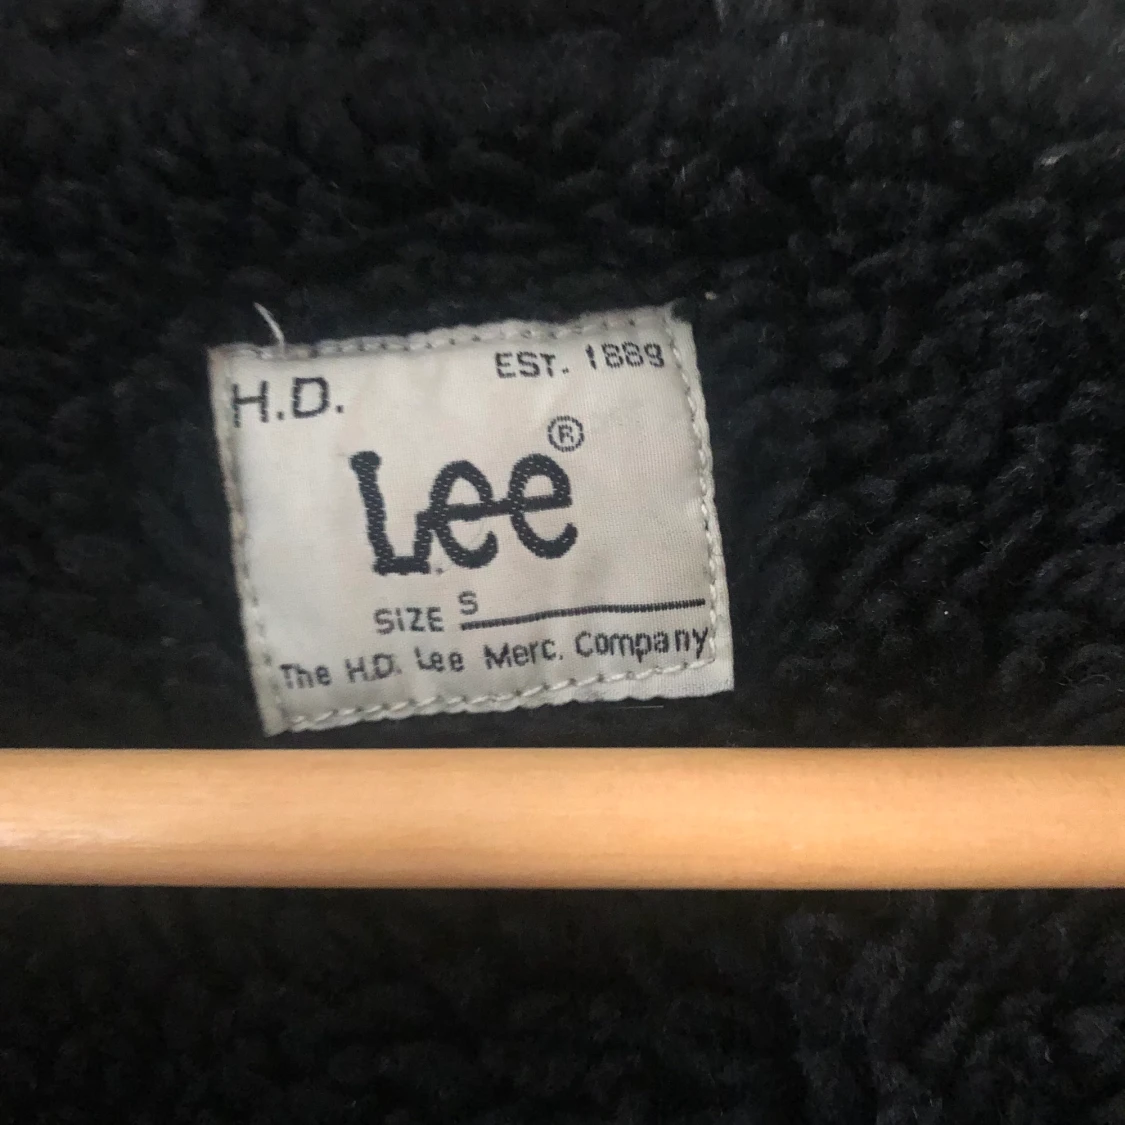 EST. 1889
H.D.
Lee®
SIZE S
The H.D. Lee Merc. Company